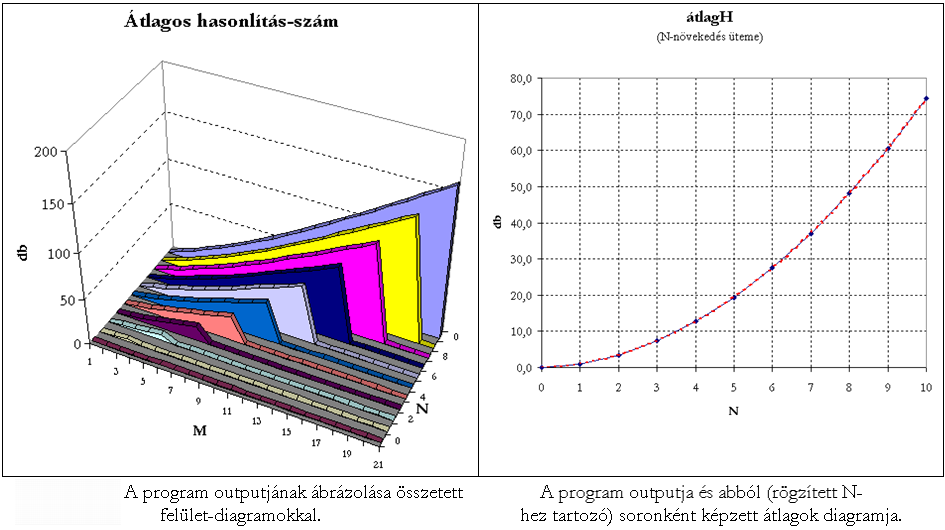 Átlagos hasonlítás-szám
200
150
100
50
0
db
1
3
5
7
9
11
13
15
17
19
21
M
0
2
4
6
8
0
N
átlagH
(N-növekedés üteme)
80,0
70,0
60,0
50,0
40,0
30,0
20,0
10,0
0,0
db
0 1 2 3 4 5 6 7 8 9 10
N
A program outputjának ábrázolása összetett
felület-diagramokkal.
A program outputja és abból (rögzített N-
hez tartozó) soronként képzett átlagok diagramja.